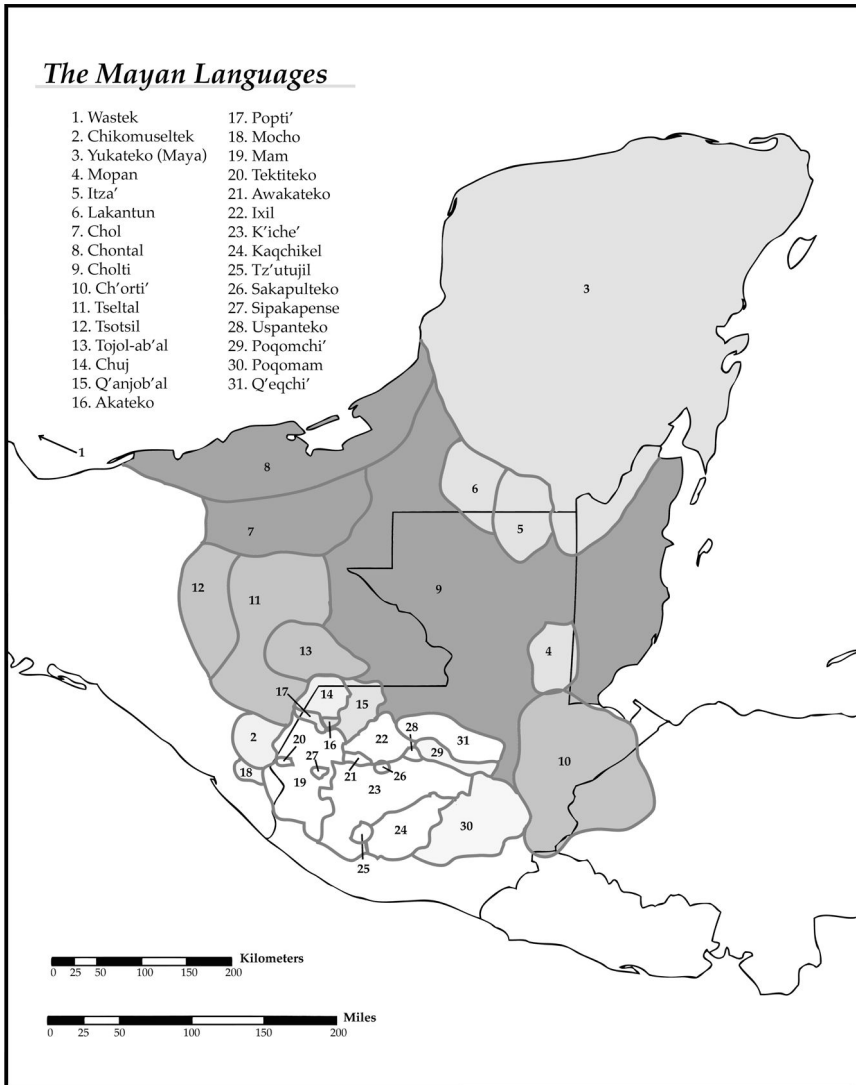 The Mayan Languages
1. Wastek
2. Chikomuseltek
3. Yukateko (Maya)
4. Mopan
5. Itza'
6. Lakantun
7. Chol
8. Chontal
9. Cholti
10. Ch'orti'
11. Tseltal
12. Tsotsil
13. Tojol-ab'al
14. Chuj
15. Q'anjob'al
16. Akateko
17. Popti'
18. Mocho
19. Mam
20. Tektiteko
21. Awakateko
22. Ixil
23. K'iche'
24. Kaqchikel
25. Tz'utujil
26. Sakapulteko
27. Sipakapense
28. Uspanteko
29. Poqomchi'
30. Poqomam
31. Q'eqchi'
3
1
8
6
7
5
12
11
9
13
4
14
17
15
2
20
16
22
28
31
29
27
21
26
10
18
19
23
24
30
25
Kilometers
0 25 50 100 150 200
Miles
0 25 50 100 150 200